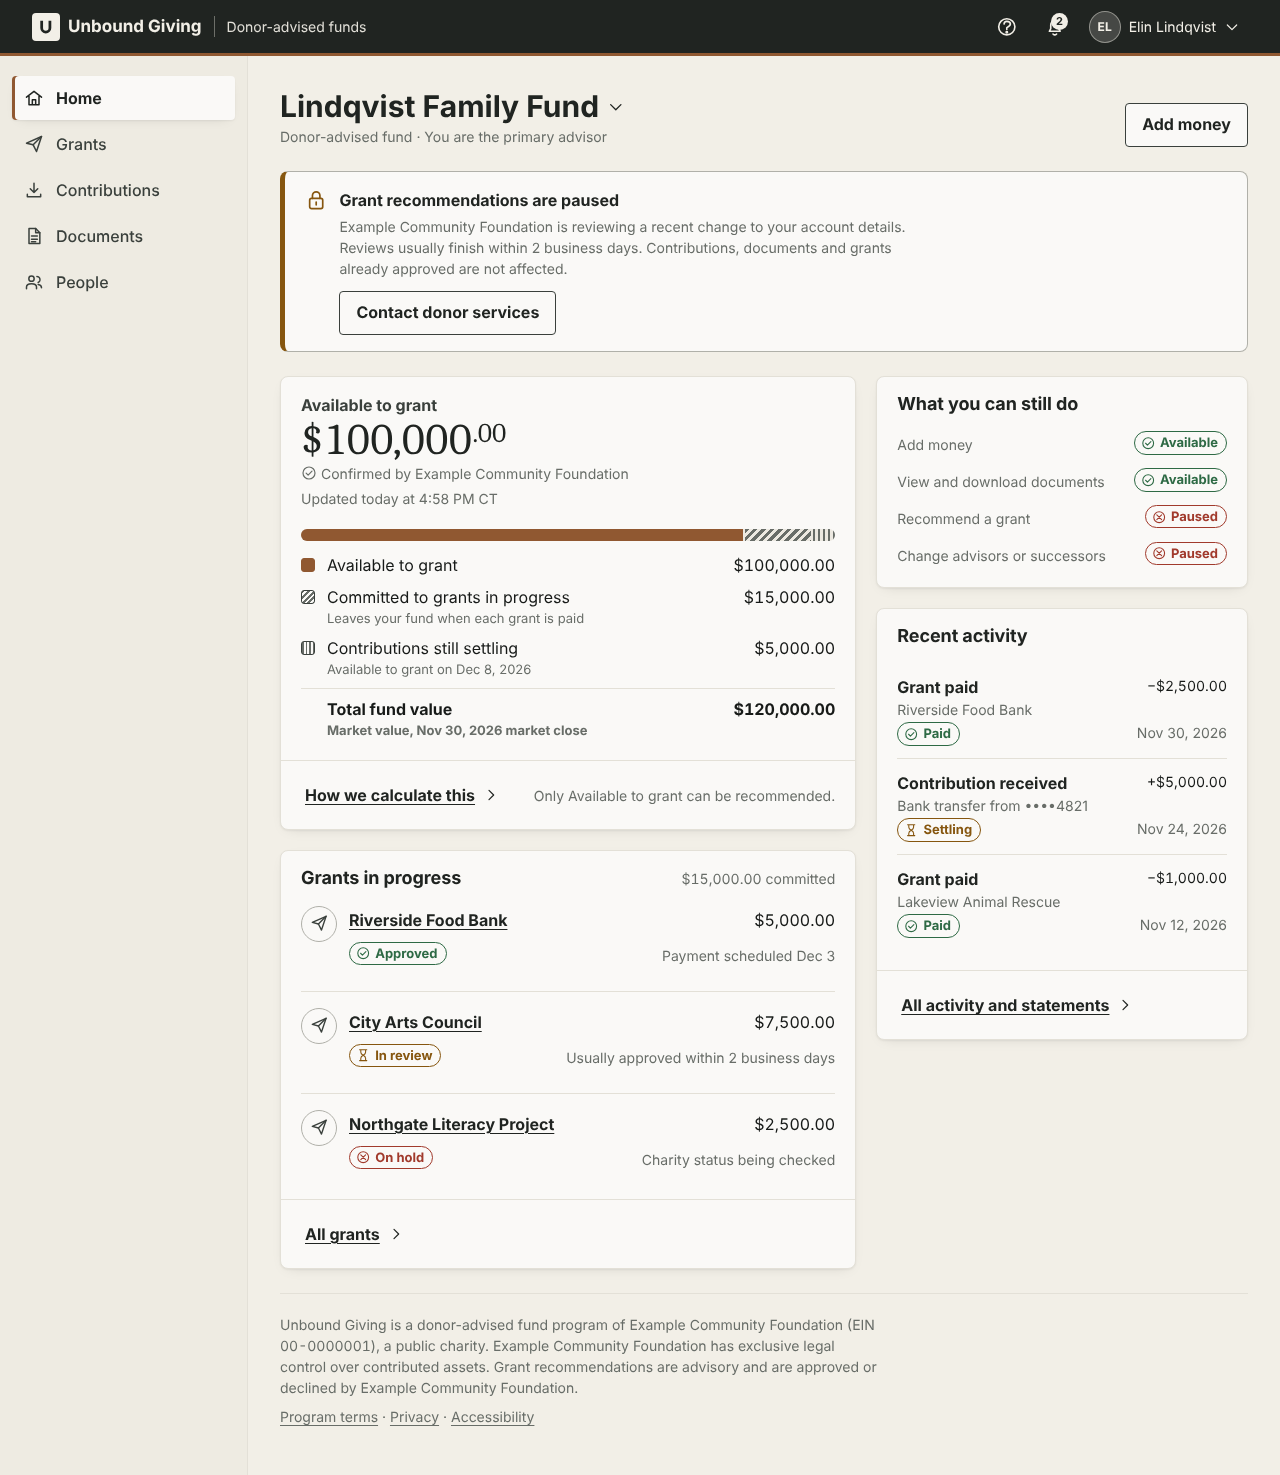 U Unbound Giving Donor-advised funds 2 EL Elin Lindqvist
Home
Grants
Contributions
Documents
People
Lindqvist Family Fund
Donor-advised fund · You are the primary advisor
Add money
Grant recommendations are paused
Example Community Foundation is reviewing a recent change to your account details.
Reviews usually finish within 2 business days. Contributions, documents and grants
already approved are not affected.
Contact donor services
Available to grant
$100,000.00
Confirmed by Example Community Foundation
Updated today at 4:58 PM CT
Available to grant $100,000.00
Committed to grants in progress $15,000.00
Leaves your fund when each grant is paid
Contributions still settling $5,000.00
Available to grant on Dec 8, 2026
Total fund value $120,000.00
Market value, Nov 30, 2026 market close
How we calculate this Only Available to grant can be recommended.
Grants in progress $15,000.00 committed
Riverside Food Bank $5,000.00
Approved Payment scheduled Dec 3
City Arts Council $7,500.00
In review Usually approved within 2 business days
Northgate Literacy Project $2,500.00
On hold Charity status being checked
All grants
What you can still do
Add money Available
View and download documents Available
Recommend a grant Paused
Change advisors or successors Paused
Recent activity
Grant paid −$2,500.00
Riverside Food Bank
Paid Nov 30, 2026
Contribution received +$5,000.00
Bank transfer from ••••4821
Settling Nov 24, 2026
Grant paid −$1,000.00
Lakeview Animal Rescue
Paid Nov 12, 2026
All activity and statements
Unbound Giving is a donor-advised fund program of Example Community Foundation (EIN
00-0000001), a public charity. Example Community Foundation has exclusive legal
control over contributed assets. Grant recommendations are advisory and are approved or
declined by Example Community Foundation.
Program terms · Privacy · Accessibility